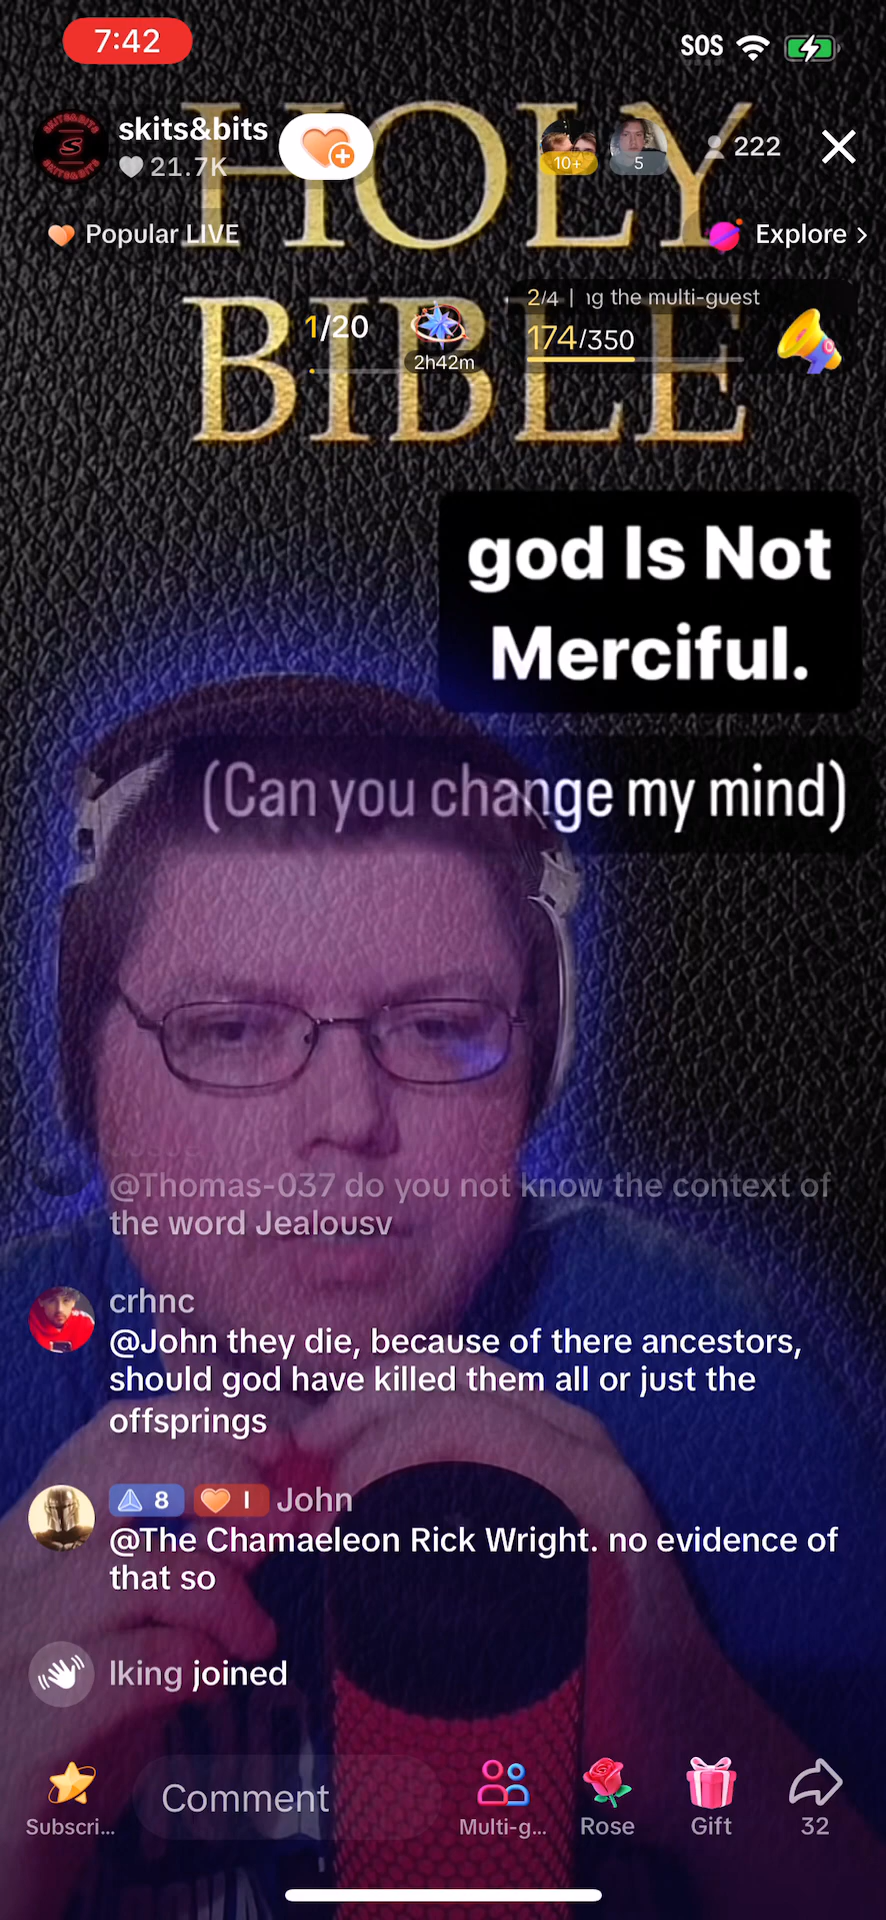 7:42
SOS
skits&bits
21.7K
10+
5
222
HOLY
Popular LIVE
Explore >
BIBLE
1/20
2h42m
2/4 | ng the multi-guest
174/350
god Is Not
Merciful.
(Can you change my mind)
@Thomas-037 do you not know the context of
the word Jealousy
crhnc
@John they die, because of there ancestors,
should god have killed them all or just the
offsprings
8
I
John
@The Chamaeleon Rick Wright. no evidence of
that so
lking joined
Subscri...
Comment
Multi-g...
Rose
Gift
32